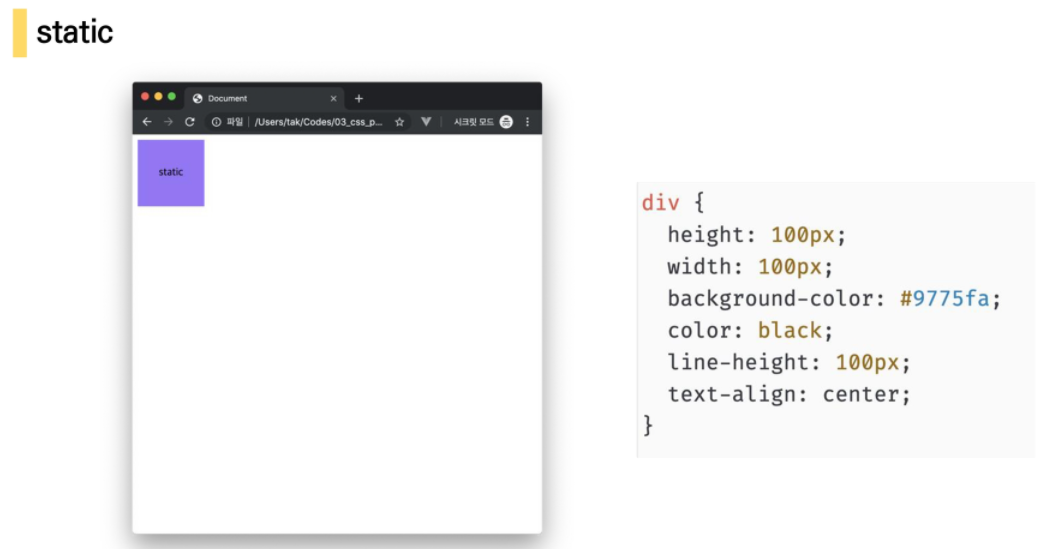 static
Document
파일 /Users/tak/Codes/03_css_p... 시크릿 모드
static
div {
  height: 100px;
  width: 100px;
  background-color: #9775fa;
  color: black;
  line-height: 100px;
  text-align: center;
}